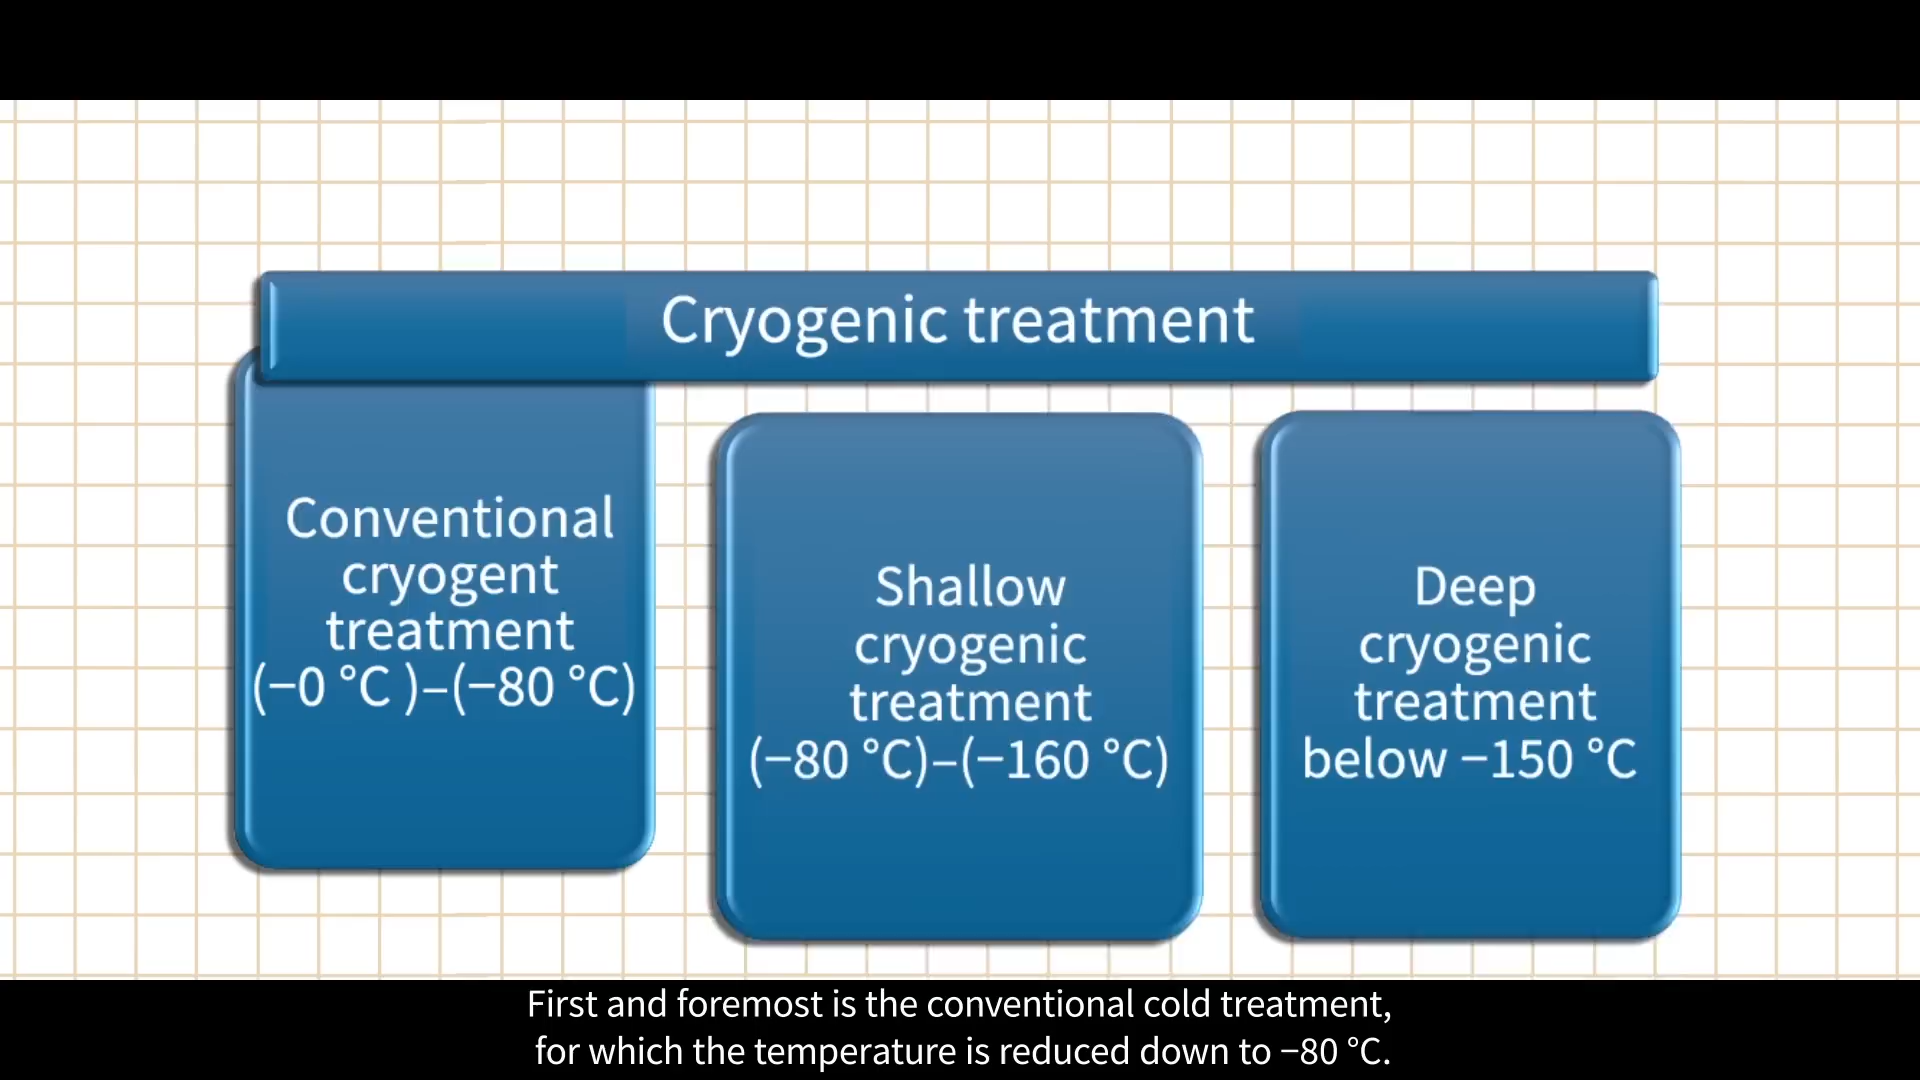 Cryogenic treatment
Conventional
cryogent
treatment
(−0 °C )–(−80 °C)
Shallow
cryogenic
treatment
(−80 °C)–(−160 °C)
Deep
cryogenic
treatment
below −150 °C
First and foremost is the conventional cold treatment,
for which the temperature is reduced down to −80 °C.